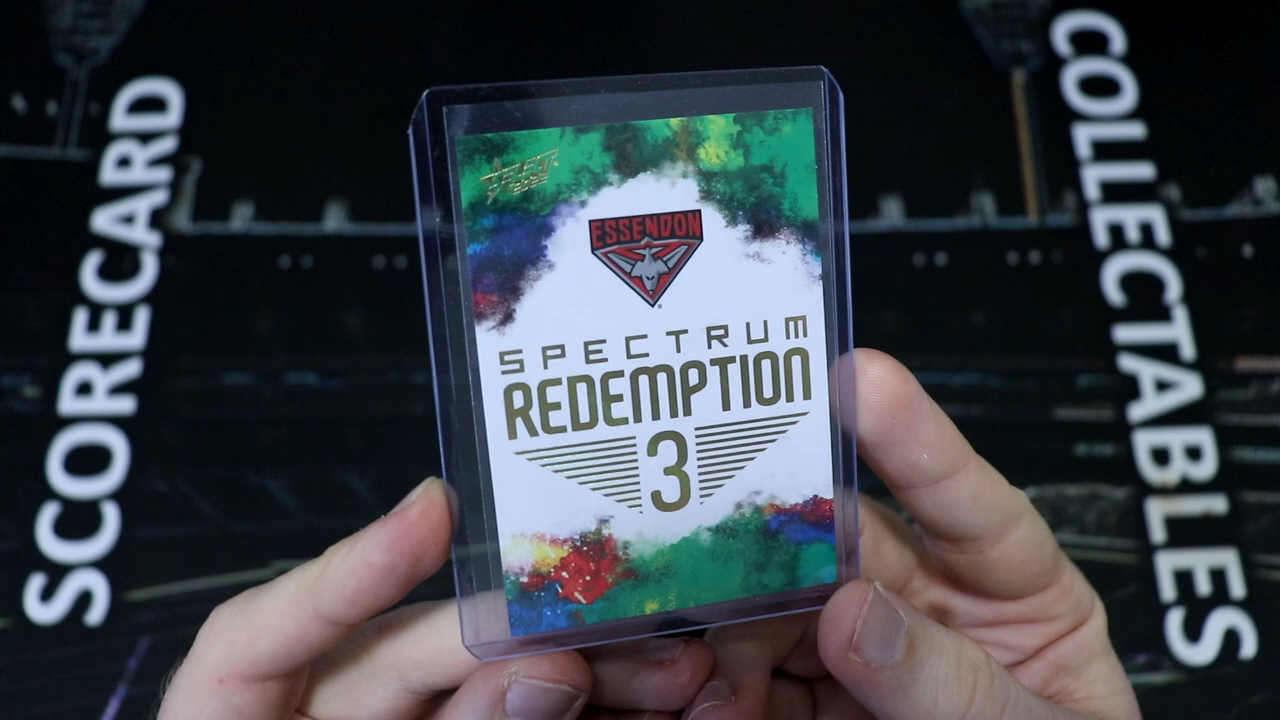 SCORECARD
COLLECTABLES
ESSENDON
SPECTRUM
REDEMPTION
3